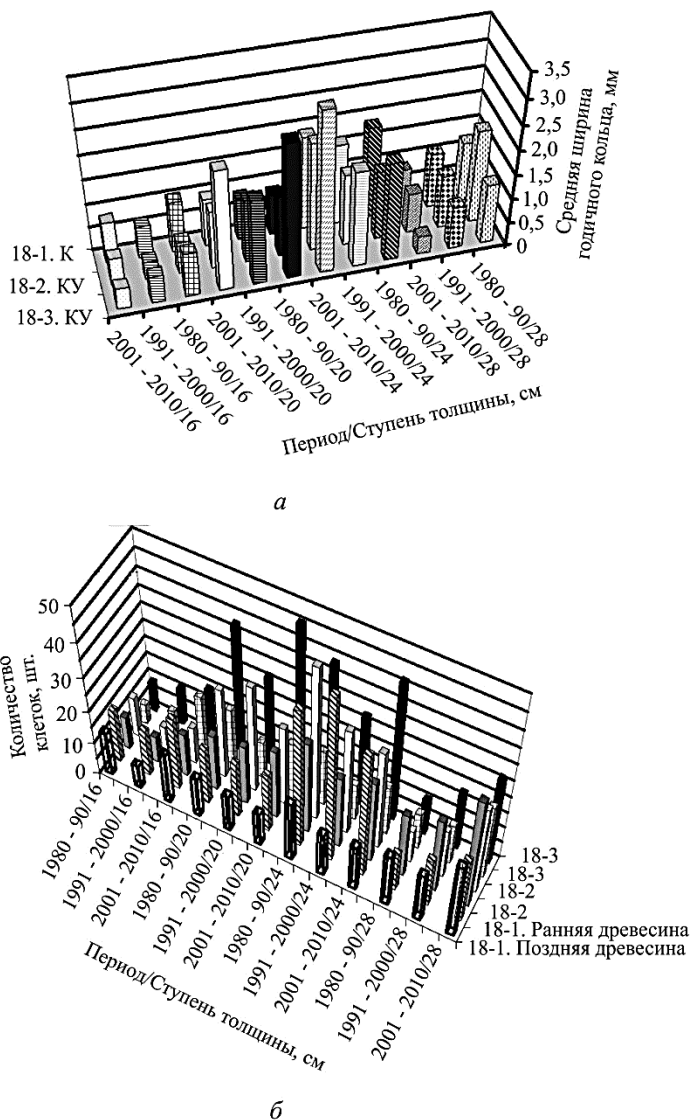 3,5
3,0
2,5
2,0
1,5
1,0
0,5
0
Средняя ширина
годичного кольца, мм
18-1. К
18-2. КУ
18-3. КУ
2001 - 2010/16
1991 - 2000/16
1980 - 90/16
2001 - 2010/20
1991 - 2000/20
1980 - 90/20
2001 - 2010/24
1991 - 2000/24
1980 - 90/24
2001 - 2010/28
1991 - 2000/28
1980 - 90/28
Период/Ступень толщины, см
а
50
40
30
20
10
0
Количество
клеток, шт.
1980 - 90/16
1991 - 2000/16
2001 - 2010/16
1980 - 90/20
1991 - 2000/20
2001 - 2010/20
1980 - 90/24
1991 - 2000/24
2001 - 2010/24
1980 - 90/28
1991 - 2000/28
2001 - 2010/28
18-3
18-3
18-2
18-2
18-1. Ранняя древесина
18-1. Поздняя древесина
Период/Ступень толщины, см
б